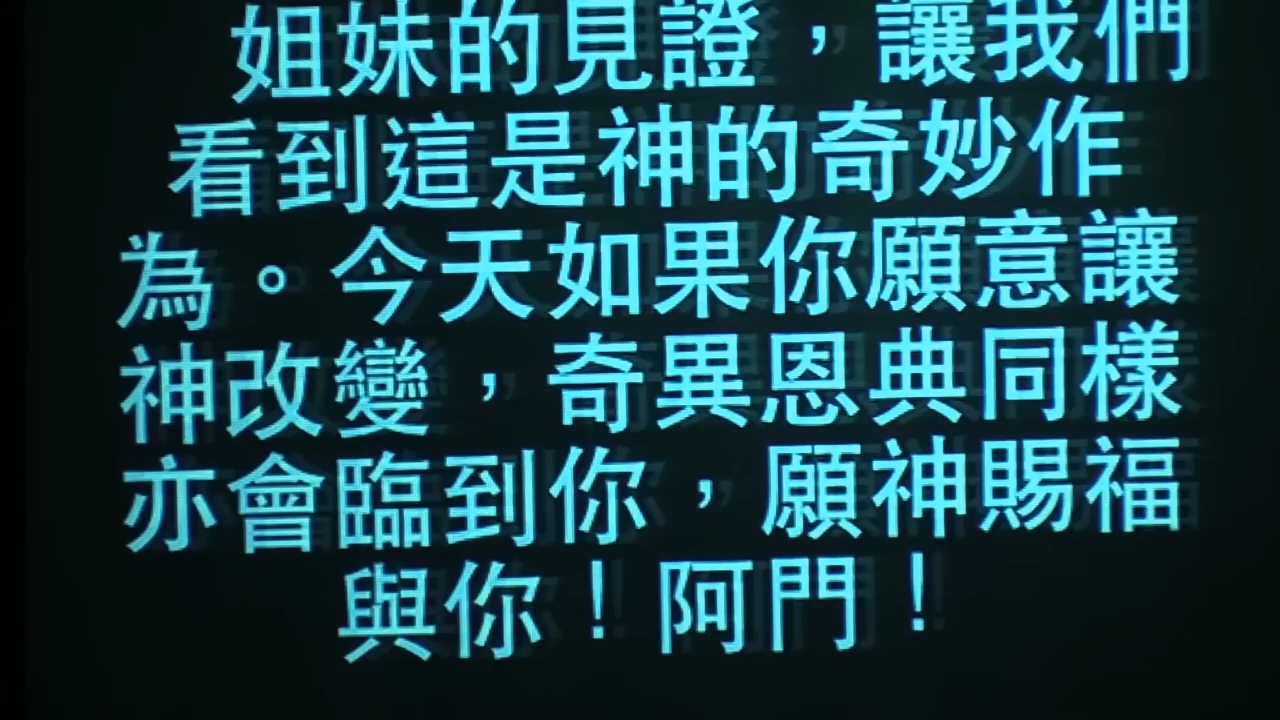 姐妹的見證，讓我們
看到這是神的奇妙作
為。今天如果你願意讓
神改變，奇異恩典同樣
亦會臨到你，願神賜福
與你！阿門！